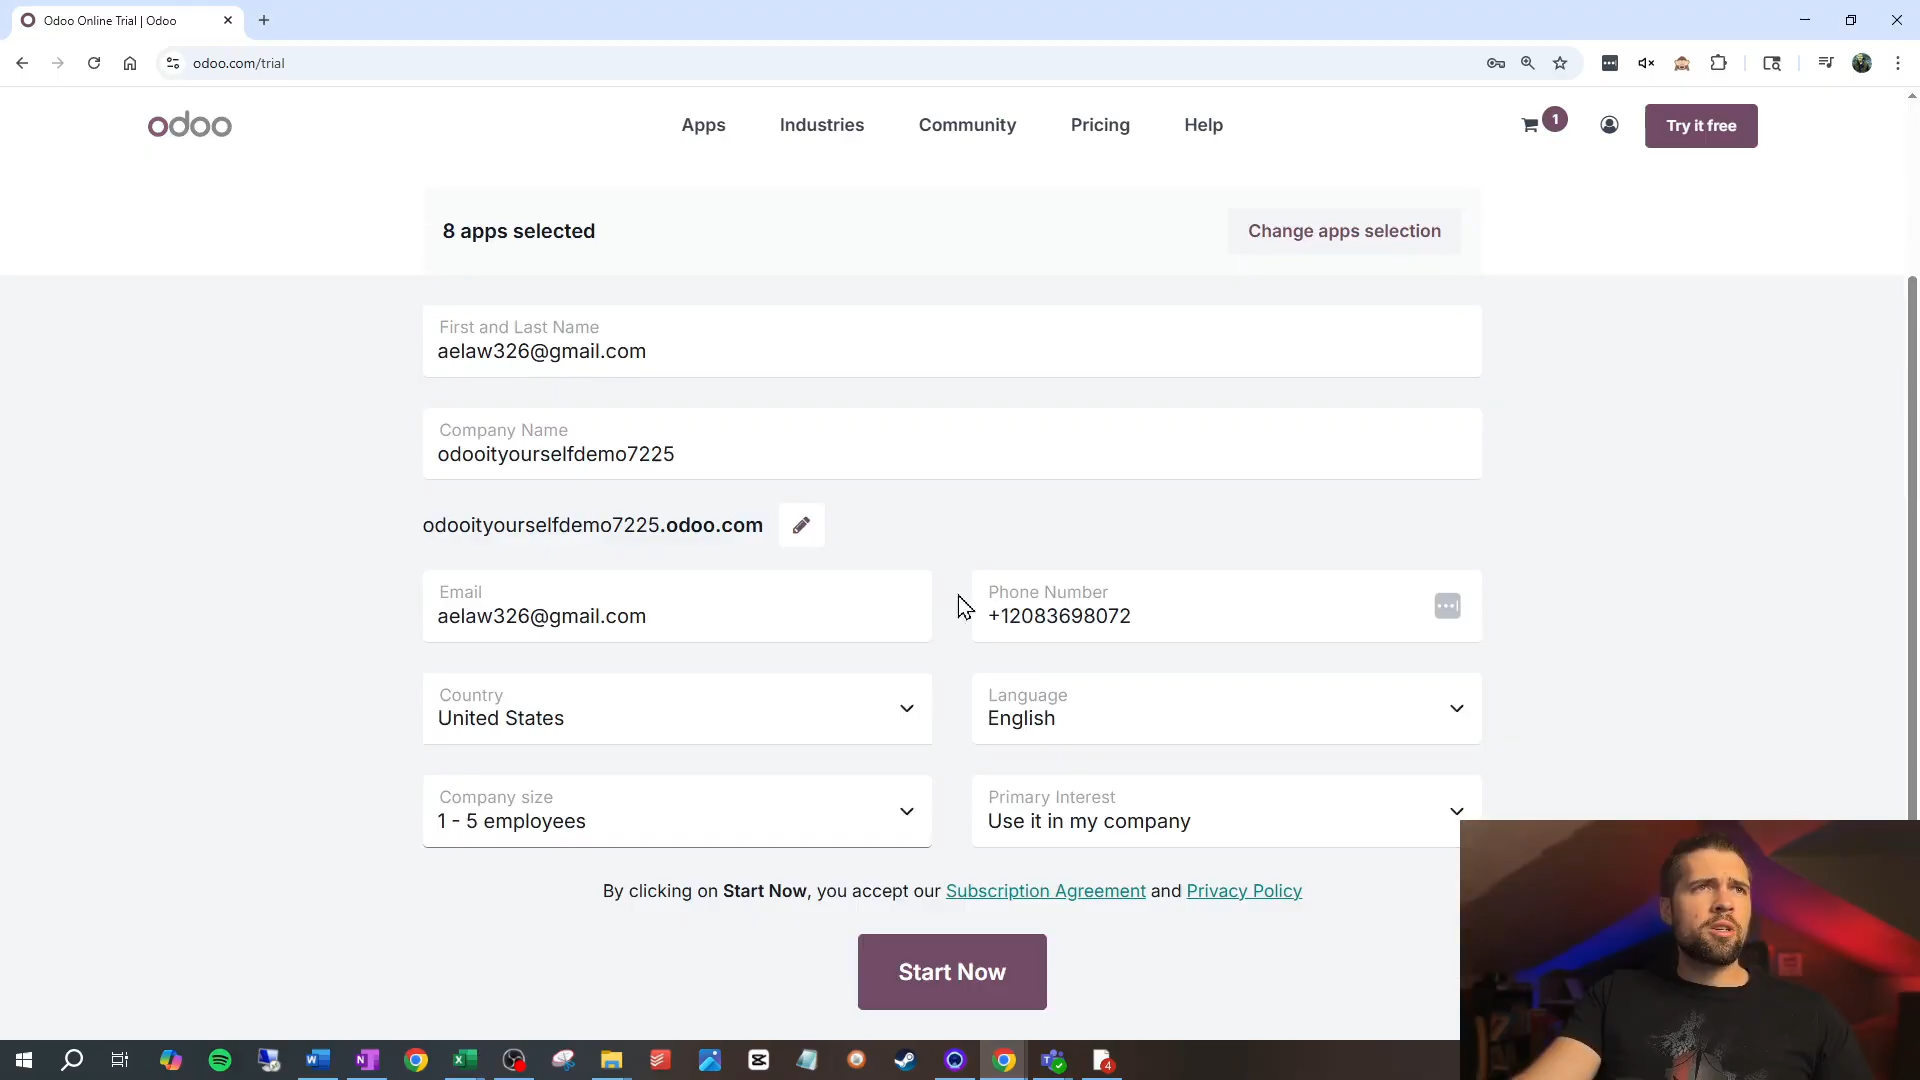 Odoo Online Trial | Odoo
odoo.com/trial
odoo
Apps
Industries
Community
Pricing
Help
1
Try it free
8 apps selected
Change apps selection
First and Last Name
aelaw326@gmail.com
Company Name
odooityourselfdemo7225
odooityourselfdemo7225.odoo.com
Email
aelaw326@gmail.com
Phone Number
+12083698072
Country
United States
Language
English
Company size
1 - 5 employees
Primary Interest
Use it in my company
By clicking on Start Now, you accept our Subscription Agreement and Privacy Policy
Start Now